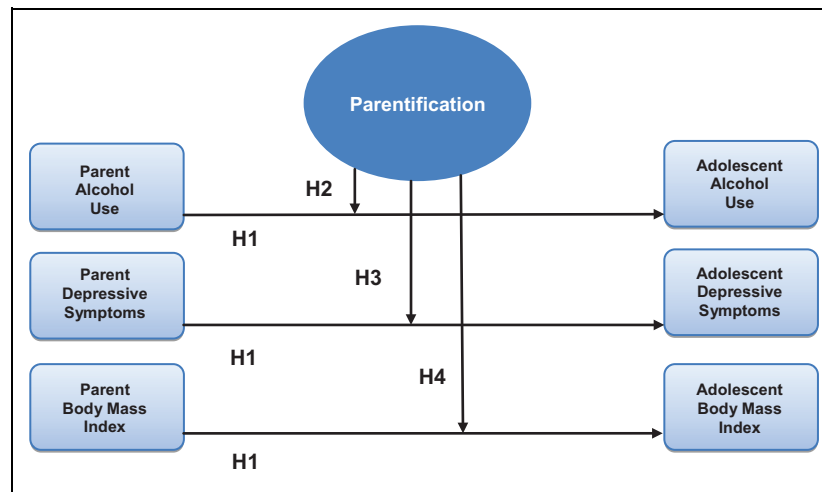 Parentification
Parent
Alcohol
Use
Adolescent
Alcohol
Use
H2
H1
Parent
Depressive
Symptoms
H3
Adolescent
Depressive
Symptoms
H1
Parent
Body Mass
Index
H4
Adolescent
Body Mass
Index
H1